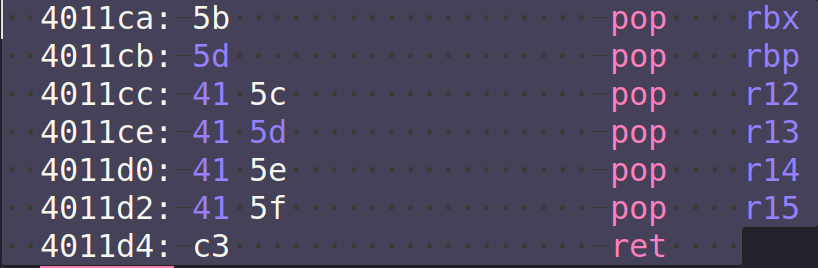 4011ca: 5b pop rbx
4011cb: 5d pop rbp
4011cc: 41 5c pop r12
4011ce: 41 5d pop r13
4011d0: 41 5e pop r14
4011d2: 41 5f pop r15
4011d4: c3 ret